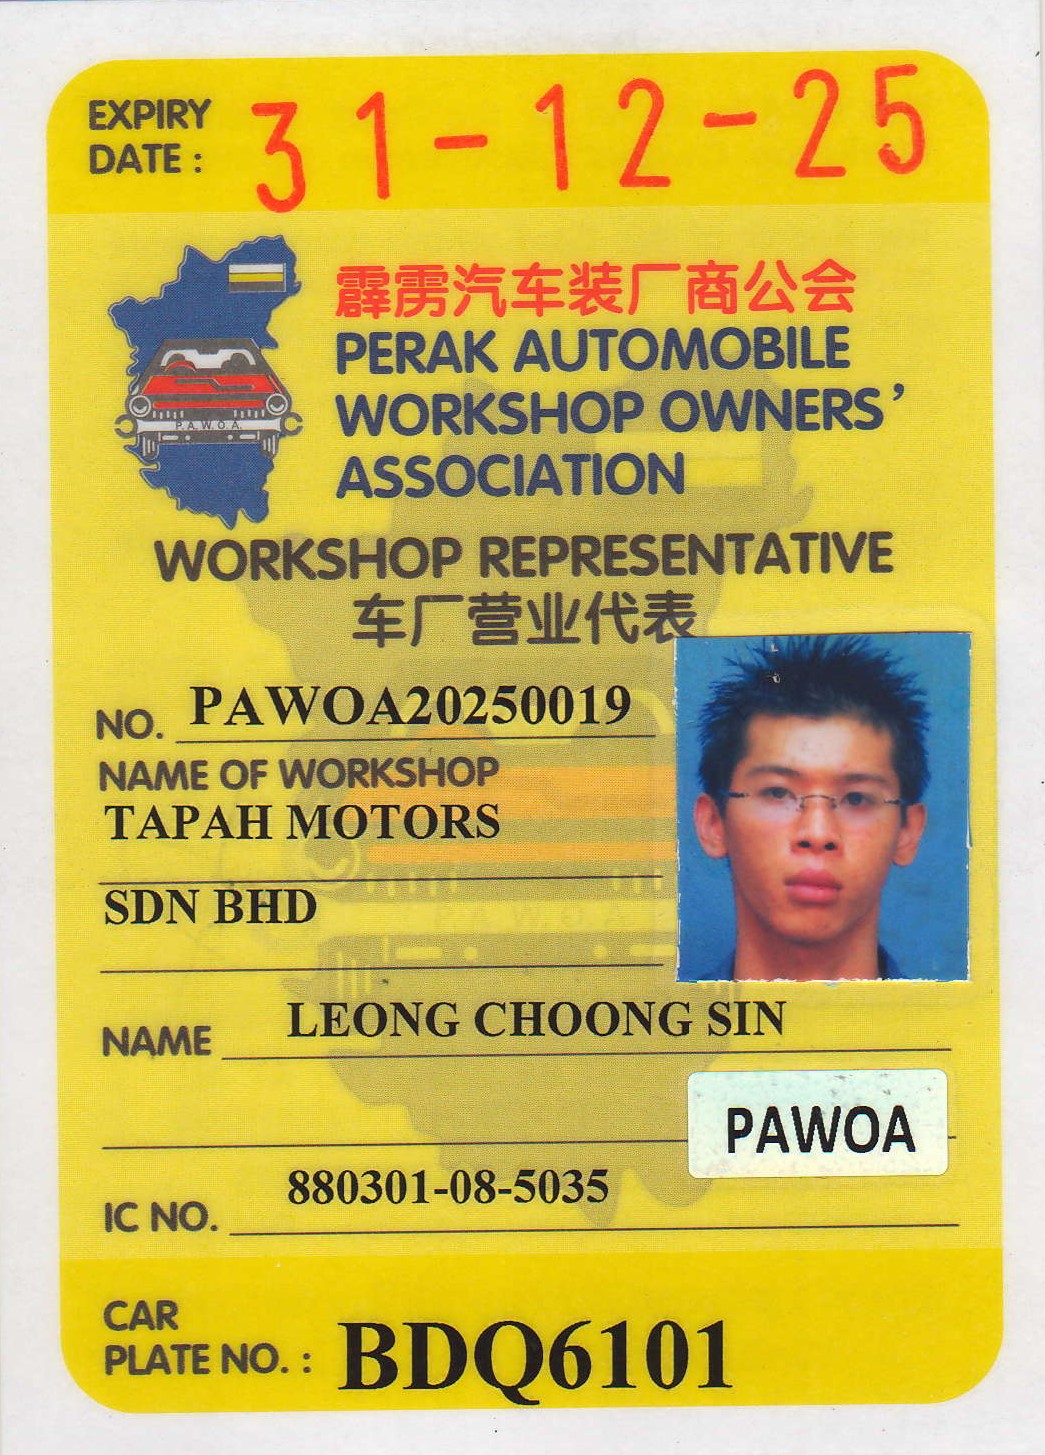 EXPIRY
DATE : 31-12-25
霹雳汽车装厂商公会
PERAK AUTOMOBILE
WORKSHOP OWNERS'
ASSOCIATION
P.A.W.O.A.
WORKSHOP REPRESENTATIVE
车厂营业代表
NO. PAWOA20250019
NAME OF WORKSHOP
TAPAH MOTORS
SDN BHD
NAME LEONG CHOONG SIN
PAWOA
IC NO. 880301-08-5035
CAR
PLATE NO. : BDQ6101